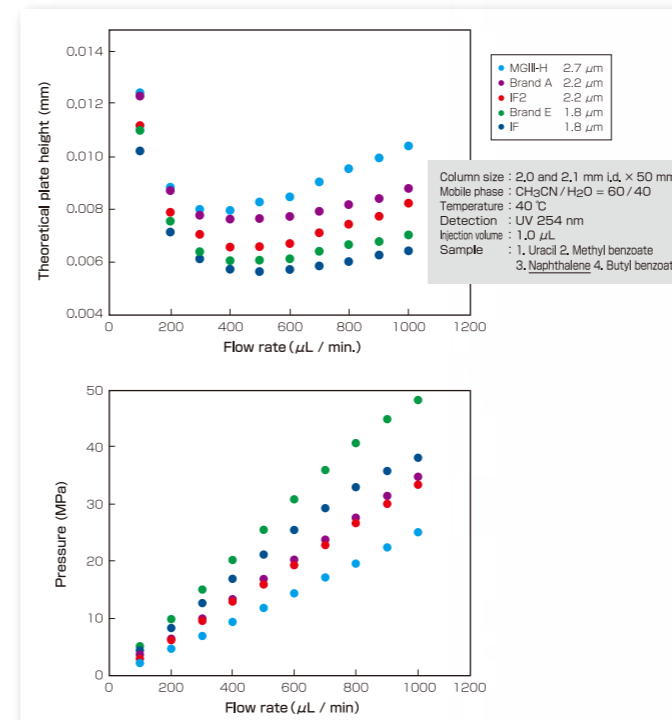 0.014
0.012
0.010
0.008
0.006
0.004
Theoretical plate height (mm)
0 200 400 600 800 1000 1200
Flow rate (μL / min.)
MGIII-H 2.7 μm
Brand A 2.2 μm
IF2 2.2 μm
Brand E 1.8 μm
IF 1.8 μm
Column size : 2.0 and 2.1 mm i.d. × 50 mm
Mobile phase : CH3CN / H2O = 60 / 40
Temperature : 40 ℃
Detection : UV 254 nm
Injection volume : 1.0 μL
Sample : 1. Uracil 2. Methyl benzoate
3. Naphthalene 4. Butyl benzoat
50
40
30
20
10
0
Pressure (MPa)
0 200 400 600 800 1000 1200
Flow rate (μL / min)